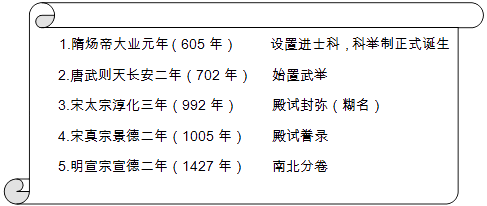 1.隋炀帝大业元年（605 年） 设置进士科，科举制正式诞生
2.唐武则天长安二年（702 年） 始置武举
3.宋太宗淳化三年（992 年） 殿试封弥（糊名）
4.宋真宗景德二年（1005 年） 殿试誊录
5.明宣宗宣德二年（1427 年） 南北分卷